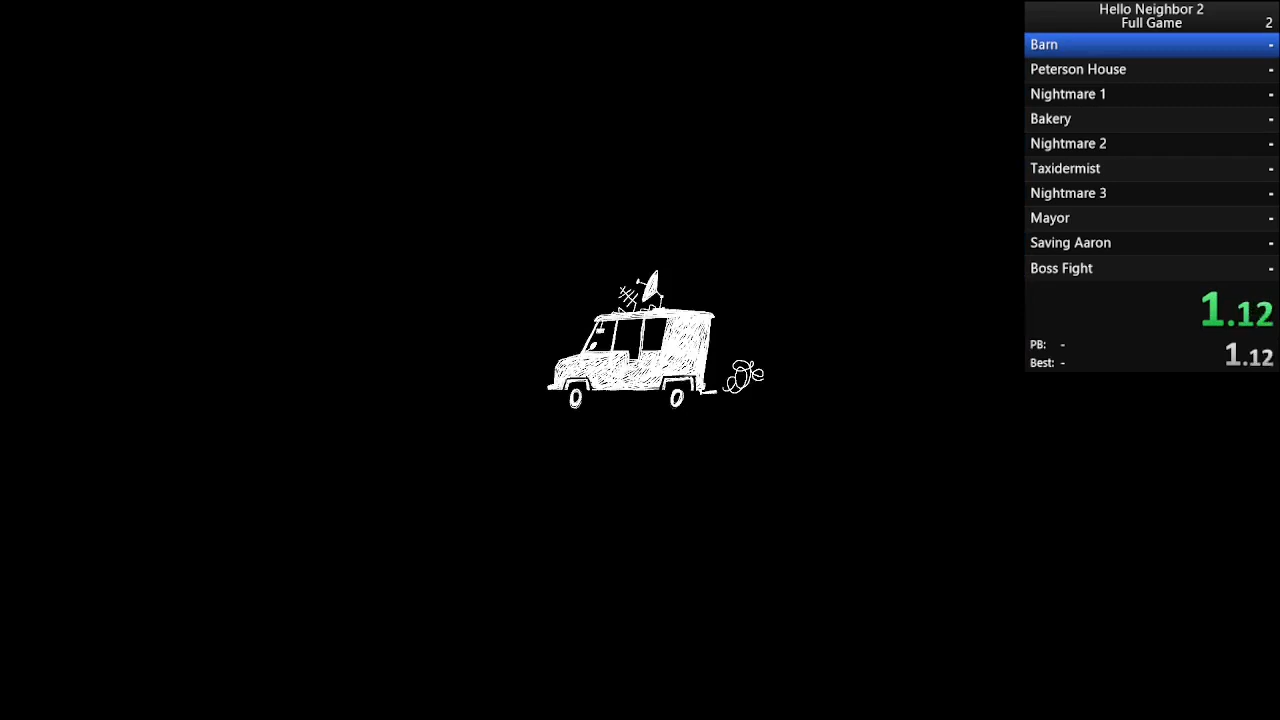 Hello Neighbor 2
Full Game 2
Barn -
Peterson House -
Nightmare 1 -
Bakery -
Nightmare 2 -
Taxidermist -
Nightmare 3 -
Mayor -
Saving Aaron -
Boss Fight -
1.12
PB: - 1.12
Best: -